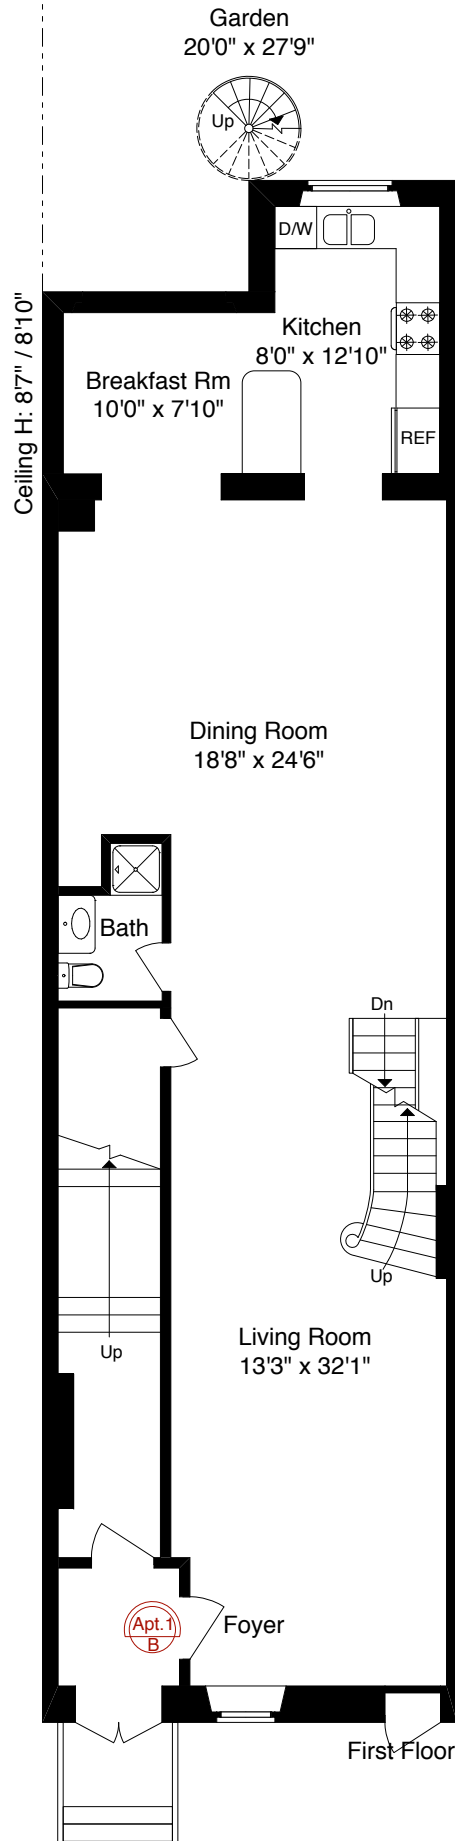 Garden
20'0" x 27'9"
Up
D/W
Kitchen
8'0" x 12'10"
Breakfast Rm
10'0" x 7'10"
REF
Ceiling H: 8'7" / 8'10"
Dining Room
18'8" x 24'6"
Bath
Dn
Up
Living Room
13'3" x 32'1"
Up
Apt.1
B
Foyer
First Floor